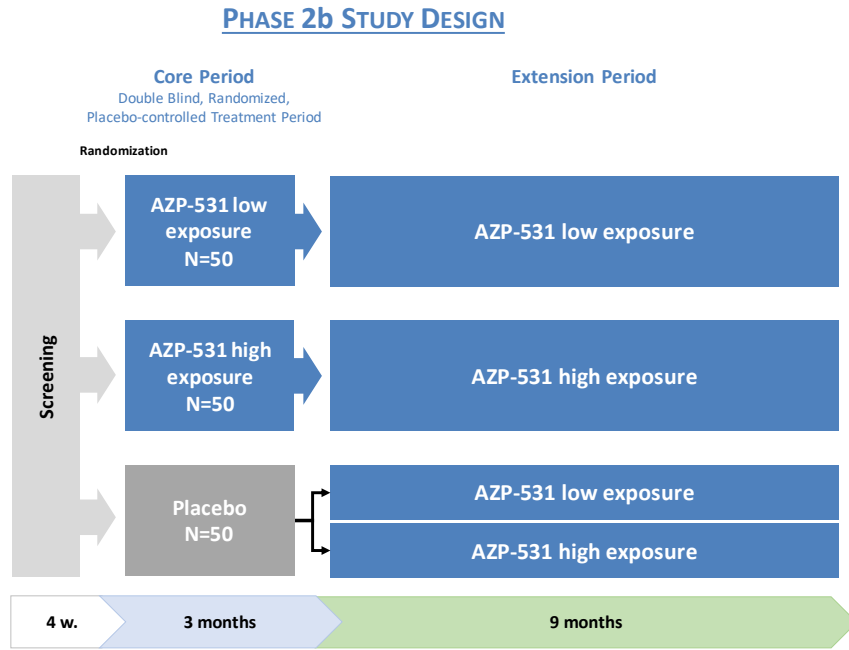 PHASE 2b STUDY DESIGN
Core Period
Double Blind, Randomized,
Placebo-controlled Treatment Period
Extension Period
Randomization
Screening
AZP-531 low
exposure
N=50
AZP-531 low exposure
AZP-531 high
exposure
N=50
AZP-531 high exposure
Placebo
N=50
AZP-531 low exposure
AZP-531 high exposure
4 w.
3 months
9 months